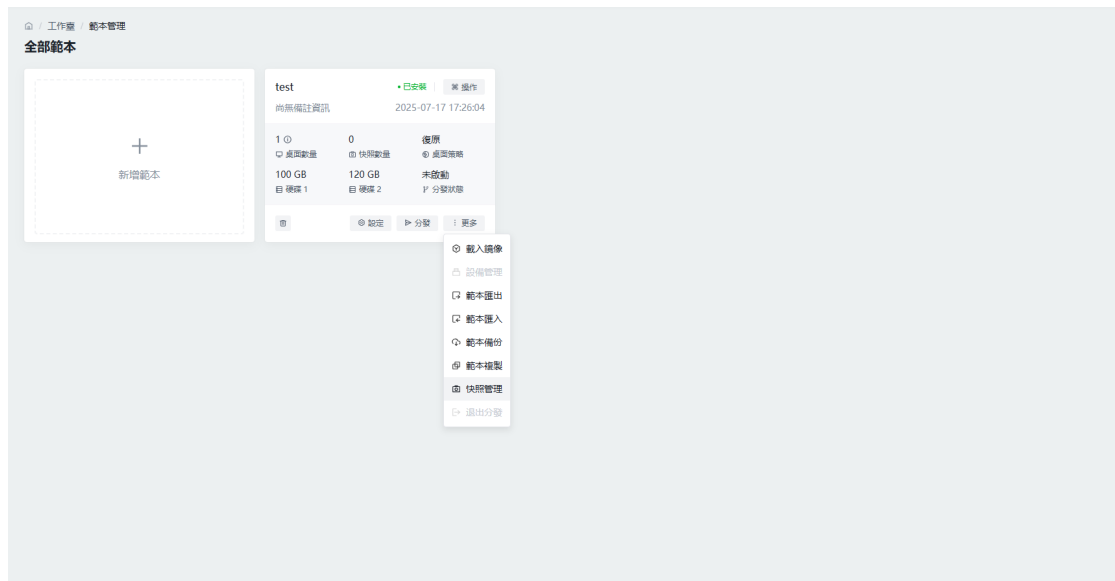 工作臺 / 範本管理
全部範本
新增範本
test
已安裝
操作
尚無備註資訊
2025-07-17 17:26:04
1
0
復原
桌面數量
快照數量
桌面策略
100 GB
120 GB
未啟動
硬碟 1
硬碟 2
分發狀態
設定
分發
更多
載入鏡像
設備管理
範本匯出
範本匯入
範本備份
範本複製
快照管理
退出分發